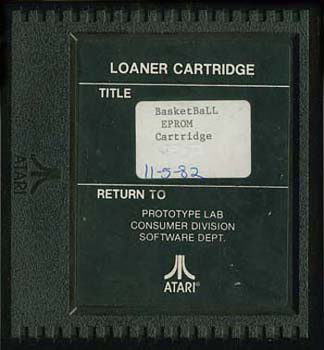 LOANER CARTRIDGE
TITLE
BasketBaLL
EPROM
Cartridge
11-5-82
RETURN TO
PROTOTYPE LAB
CONSUMER DIVISION
SOFTWARE DEPT.
ATARI®
ATARI